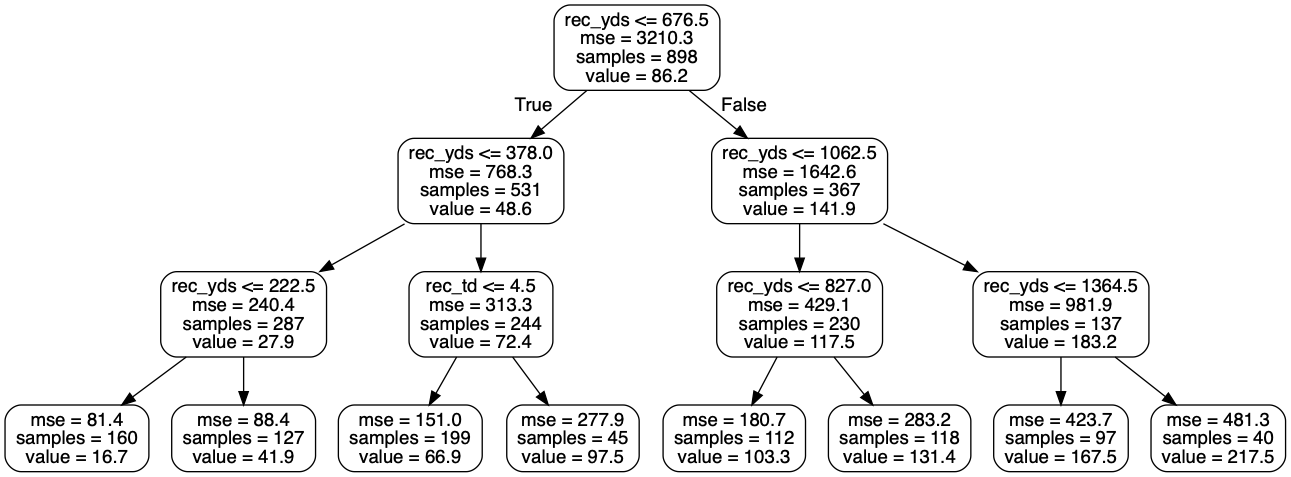 rec_yds <= 676.5
mse = 3210.3
samples = 898
value = 86.2
True
False
rec_yds <= 378.0
mse = 768.3
samples = 531
value = 48.6
rec_yds <= 1062.5
mse = 1642.6
samples = 367
value = 141.9
rec_yds <= 222.5
mse = 240.4
samples = 287
value = 27.9
rec_td <= 4.5
mse = 313.3
samples = 244
value = 72.4
rec_yds <= 827.0
mse = 429.1
samples = 230
value = 117.5
rec_yds <= 1364.5
mse = 981.9
samples = 137
value = 183.2
mse = 81.4
samples = 160
value = 16.7
mse = 88.4
samples = 127
value = 41.9
mse = 151.0
samples = 199
value = 66.9
mse = 277.9
samples = 45
value = 97.5
mse = 180.7
samples = 112
value = 103.3
mse = 283.2
samples = 118
value = 131.4
mse = 423.7
samples = 97
value = 167.5
mse = 481.3
samples = 40
value = 217.5